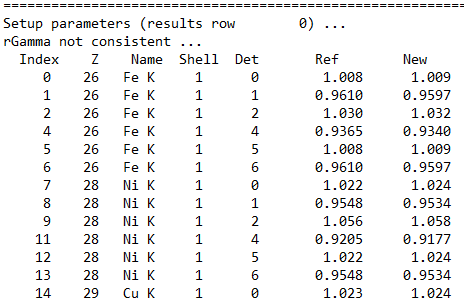 ================================================================
Setup parameters (results row 0) ...
rGamma not consistent ...
Index Z Name Shell Det Ref New
0 26 Fe K 1 0 1.008 1.009
1 26 Fe K 1 1 0.9610 0.9597
2 26 Fe K 1 2 1.030 1.032
4 26 Fe K 1 4 0.9365 0.9340
5 26 Fe K 1 5 1.008 1.009
6 26 Fe K 1 6 0.9610 0.9597
7 28 Ni K 1 0 1.022 1.024
8 28 Ni K 1 1 0.9548 0.9534
9 28 Ni K 1 2 1.056 1.058
11 28 Ni K 1 4 0.9205 0.9177
12 28 Ni K 1 5 1.022 1.024
13 28 Ni K 1 6 0.9548 0.9534
14 29 Cu K 1 0 1.023 1.024